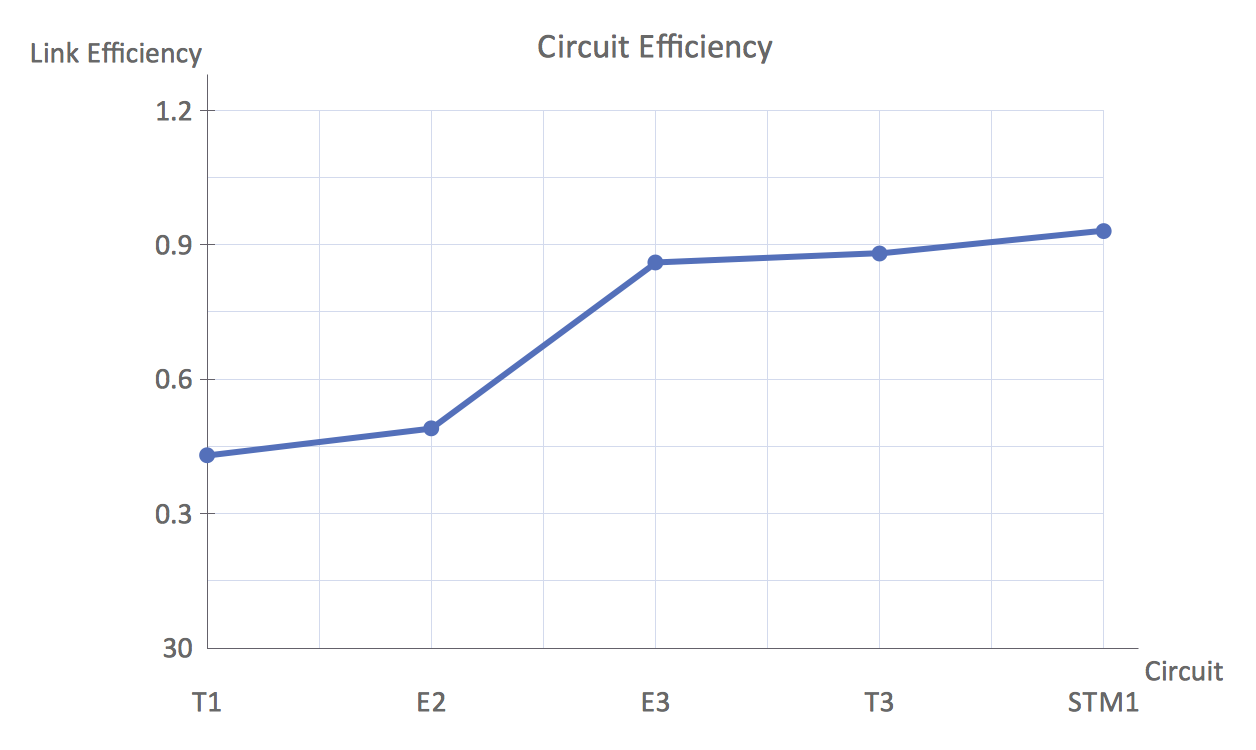 Circuit Efficiency
Link Efficiency
1.2
0.9
0.6
0.3
30
T1 E2 E3 T3 STM1
Circuit